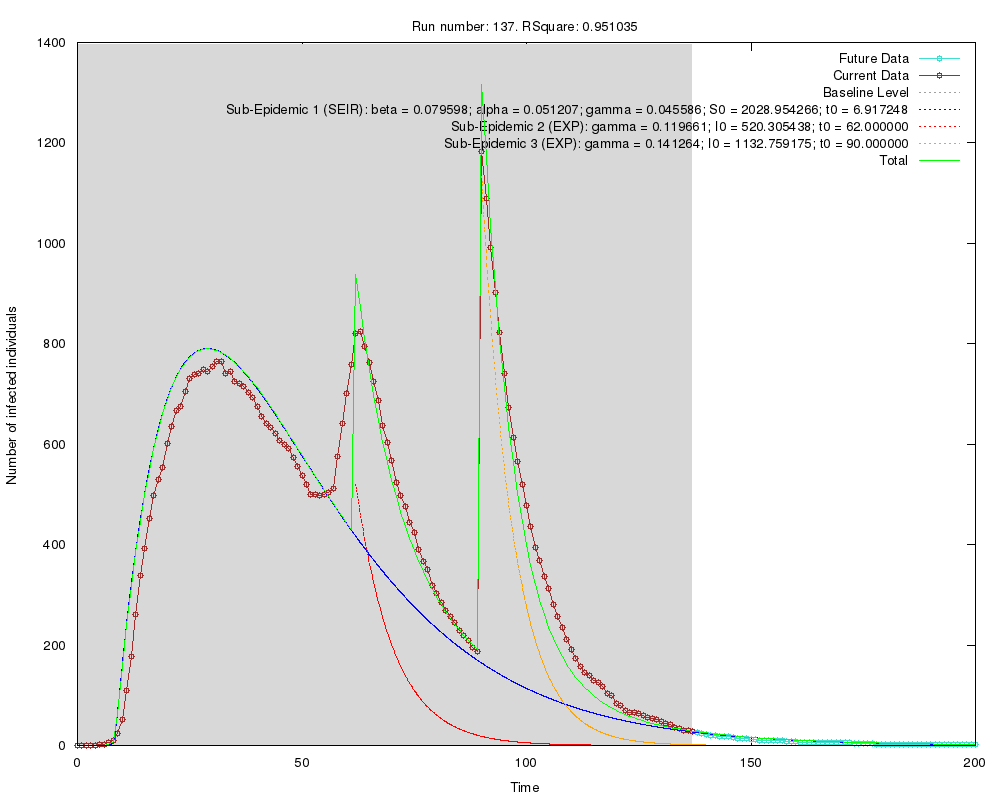 Run number: 137. RSquare: 0.951035
Future Data
Current Data
Baseline Level
Sub-Epidemic 1 (SEIR): beta = 0.079598; alpha = 0.051207; gamma = 0.045586; S0 = 2028.954266; t0 = 6.917248
Sub-Epidemic 2 (EXP): gamma = 0.119661; I0 = 520.305438; t0 = 62.000000
Sub-Epidemic 3 (EXP): gamma = 0.141264; I0 = 1132.759175; t0 = 90.000000
Total
Number of infected individuals
1400
1200
1000
800
600
400
200
0
0 50 100 150 200
Time